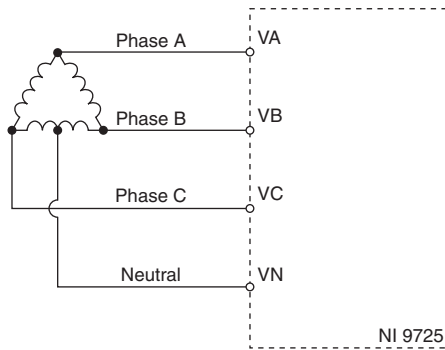 Phase A VA
Phase B VB
Phase C VC
Neutral VN
NI 9725